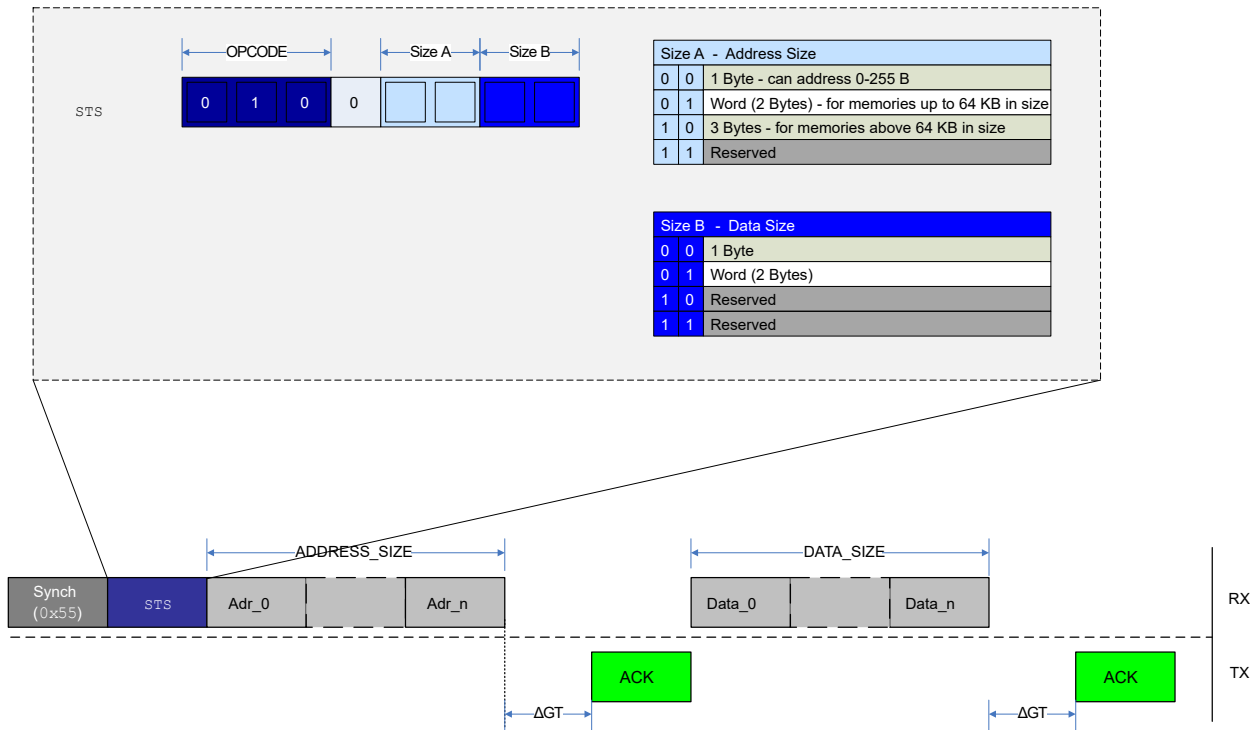 OPCODE Size A Size B
STS 0 1 0 0
Size A - Address Size
0 0 1 Byte - can address 0-255 B
0 1 Word (2 Bytes) - for memories up to 64 KB in size
1 0 3 Bytes - for memories above 64 KB in size
1 1 Reserved
Size B - Data Size
0 0 1 Byte
0 1 Word (2 Bytes)
1 0 Reserved
1 1 Reserved
ADDRESS_SIZE DATA_SIZE
Synch
(0x55)
STS Adr_0 Adr_n Data_0 Data_n RX
ACK ACK TX
ΔGT ΔGT